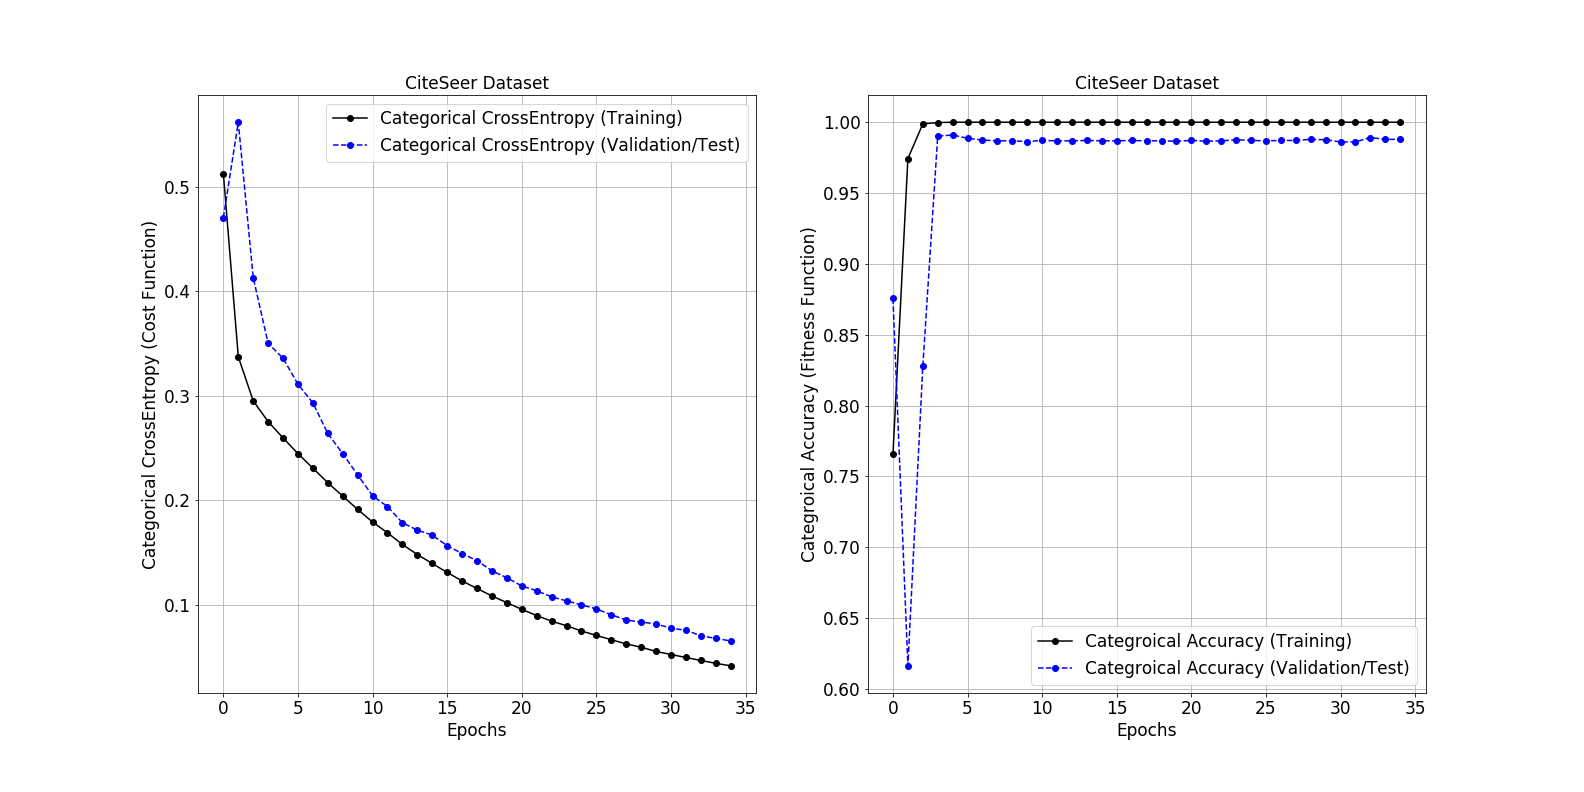 CiteSeer Dataset
Categorical CrossEntropy (Training)
Categorical CrossEntropy (Validation/Test)
Categorical CrossEntropy (Cost Function)
0.5
0.4
0.3
0.2
0.1
0 5 10 15 20 25 30 35
Epochs
CiteSeer Dataset
Categroical Accuracy (Fitness Function)
1.00
0.95
0.90
0.85
0.80
0.75
0.70
0.65
0.60
Categroical Accuracy (Training)
Categroical Accuracy (Validation/Test)
0 5 10 15 20 25 30 35
Epochs